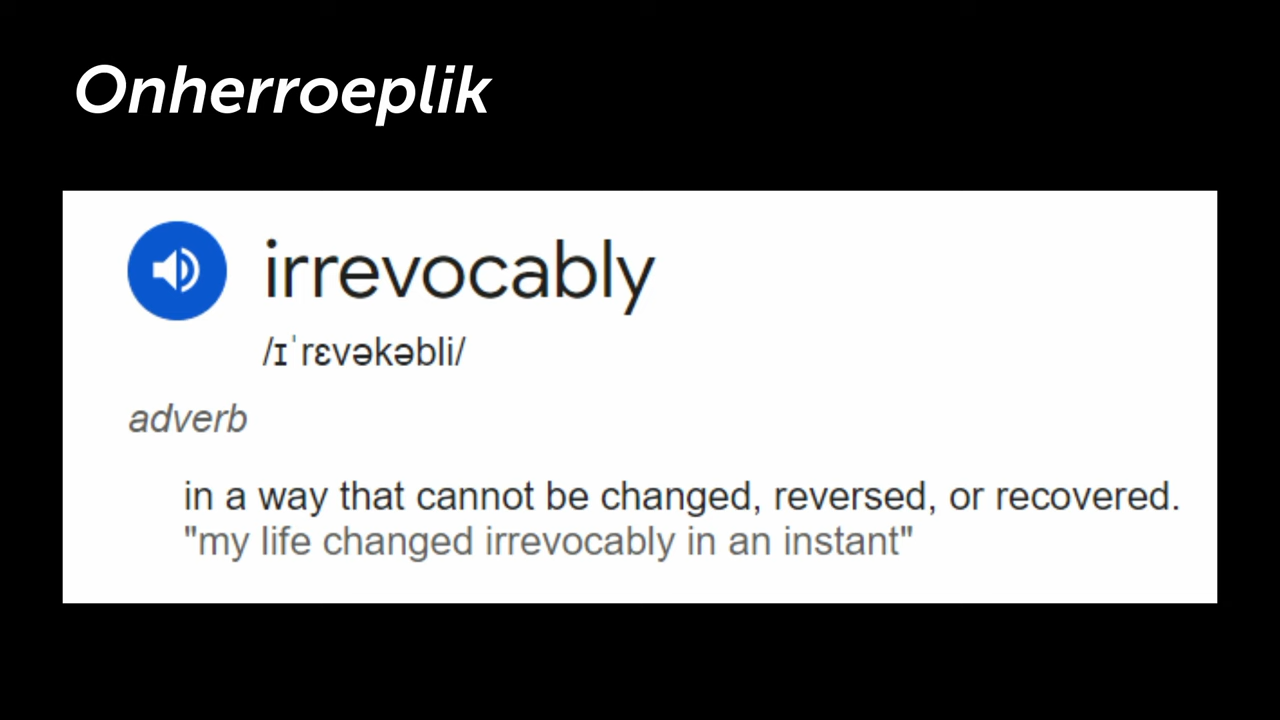 Onherroeplik
irrevocably
/ɪˈrɛvəkəbli/
adverb
in a way that cannot be changed, reversed, or recovered.
"my life changed irrevocably in an instant"